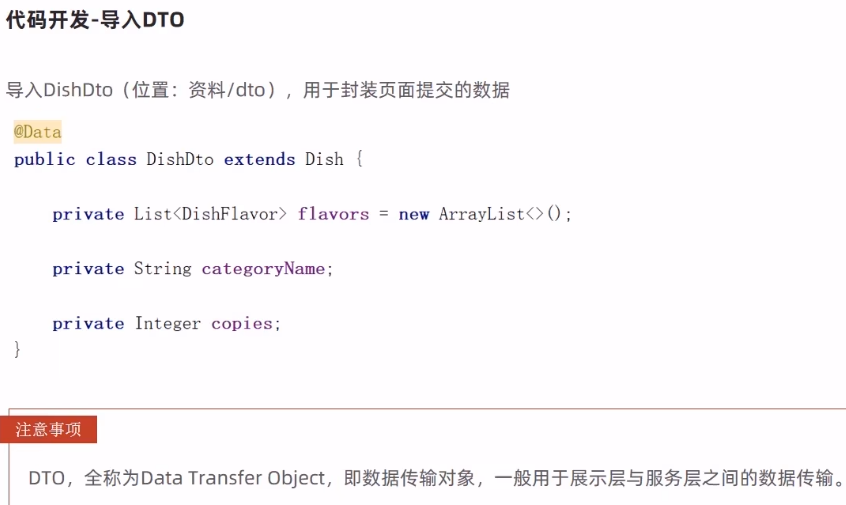 代码开发-导入DTO
导入DishDto（位置：资料/dto），用于封装页面提交的数据
@Data
public class DishDto extends Dish {
private List<DishFlavor> flavors = new ArrayList<>();
private String categoryName;
private Integer copies;
}
注意事项
DTO，全称为Data Transfer Object，即数据传输对象，一般用于展示层与服务层之间的数据传输。